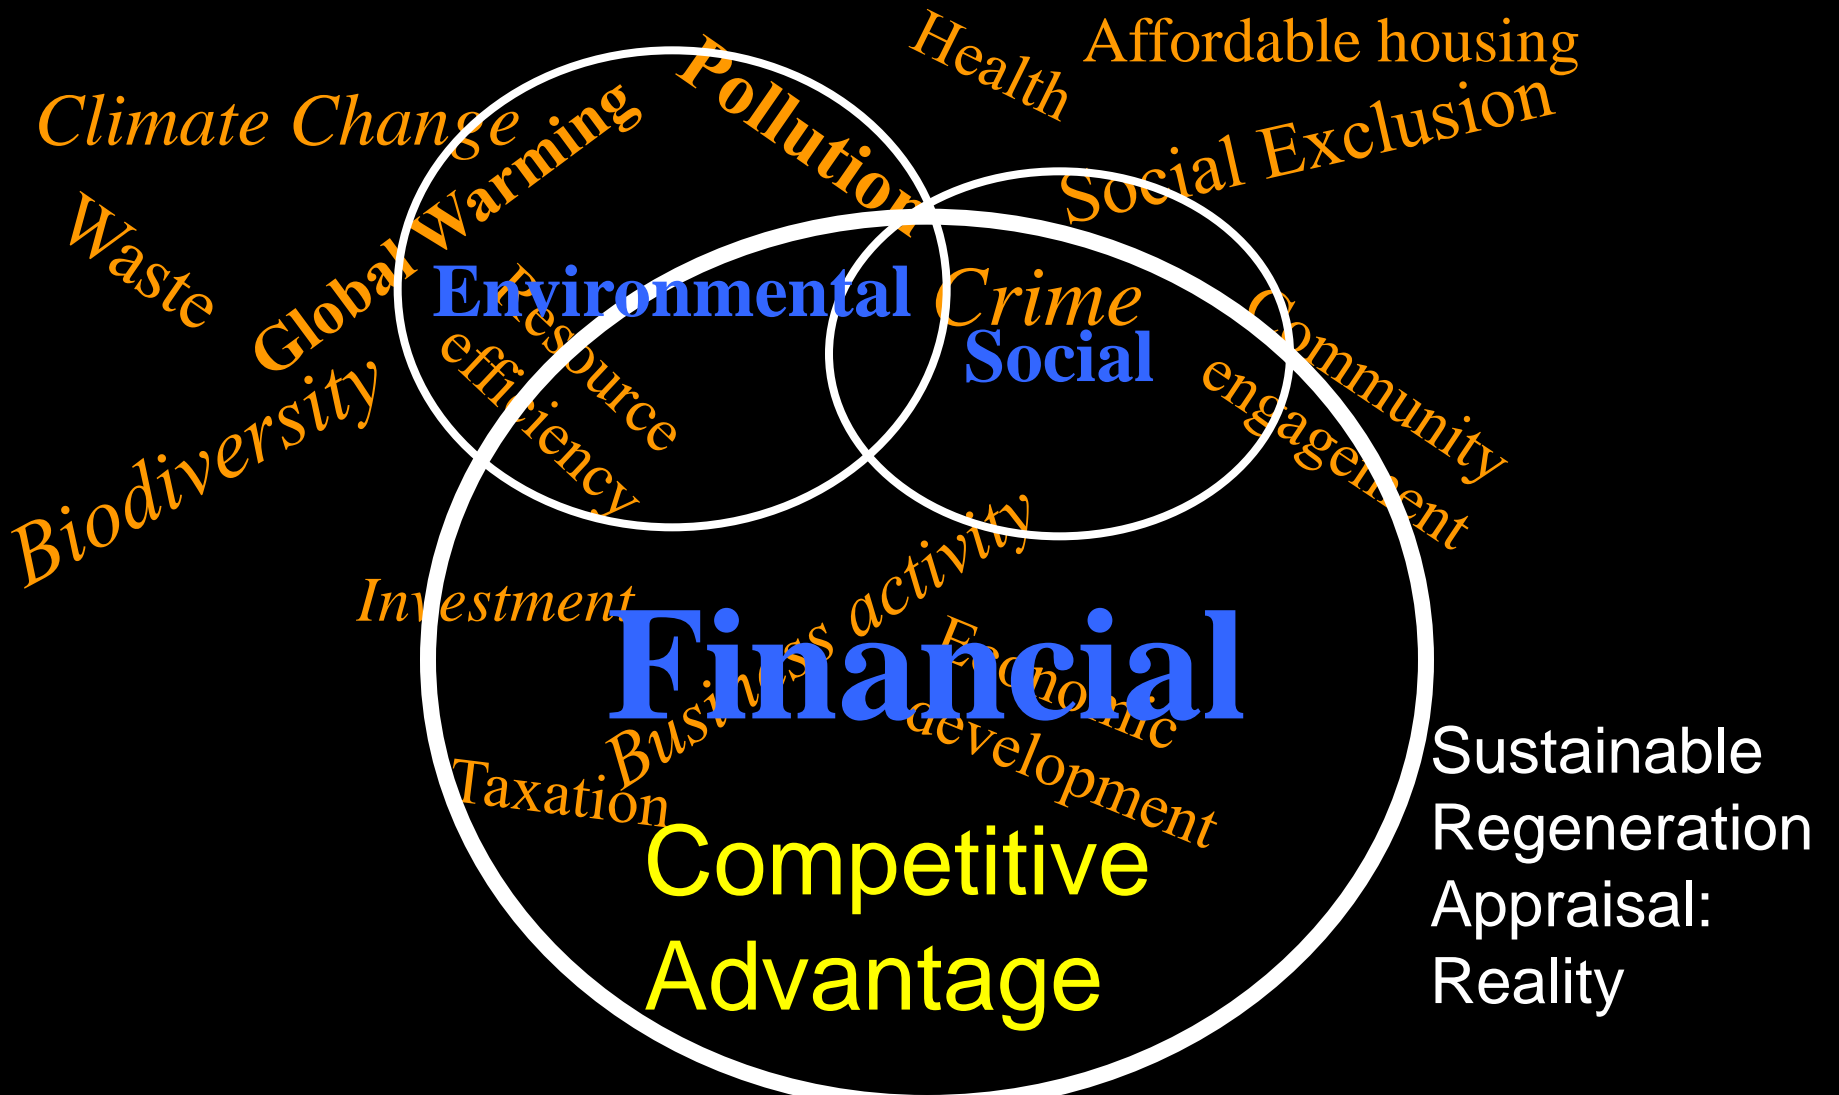 Health
Affordable housing
Climate Change
Pollution
Social Exclusion
Global Warming
Waste
Environmental
Crime
Resource
efficiency
Social
Community
engagement
Biodiversity
Investment
Business activity
Financial
Economic
development
Taxation
Competitive
Advantage
Sustainable
Regeneration
Appraisal:
Reality